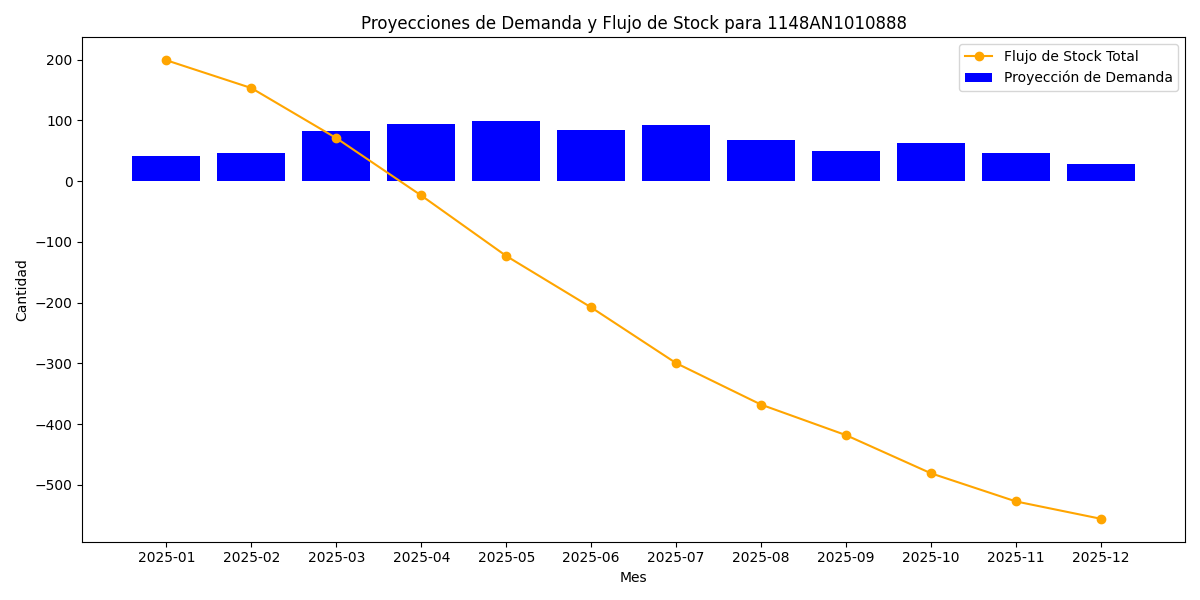 Proyecciones de Demanda y Flujo de Stock para 1148AN1010888
Flujo de Stock Total
Proyección de Demanda
Cantidad
200
100
0
−100
−200
−300
−400
−500
2025-01 2025-02 2025-03 2025-04 2025-05 2025-06 2025-07 2025-08 2025-09 2025-10 2025-11 2025-12
Mes